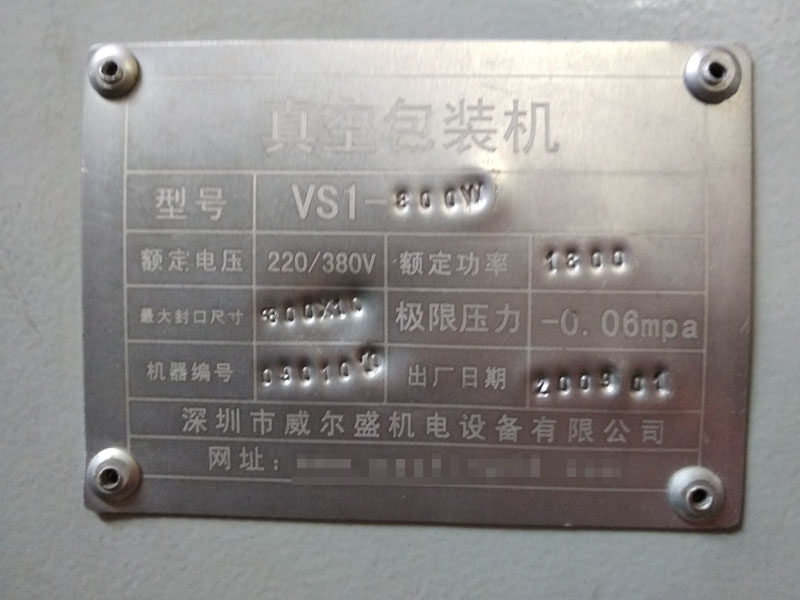 真空包装机
型号 VS1-800W
额定电压 220/380V 额定功率 1800
最大封口尺寸 800X10 极限压力 -0.06mpa
机器编号 出厂日期 2009 01
深圳市威尔盛机电设备有限公司
网址: